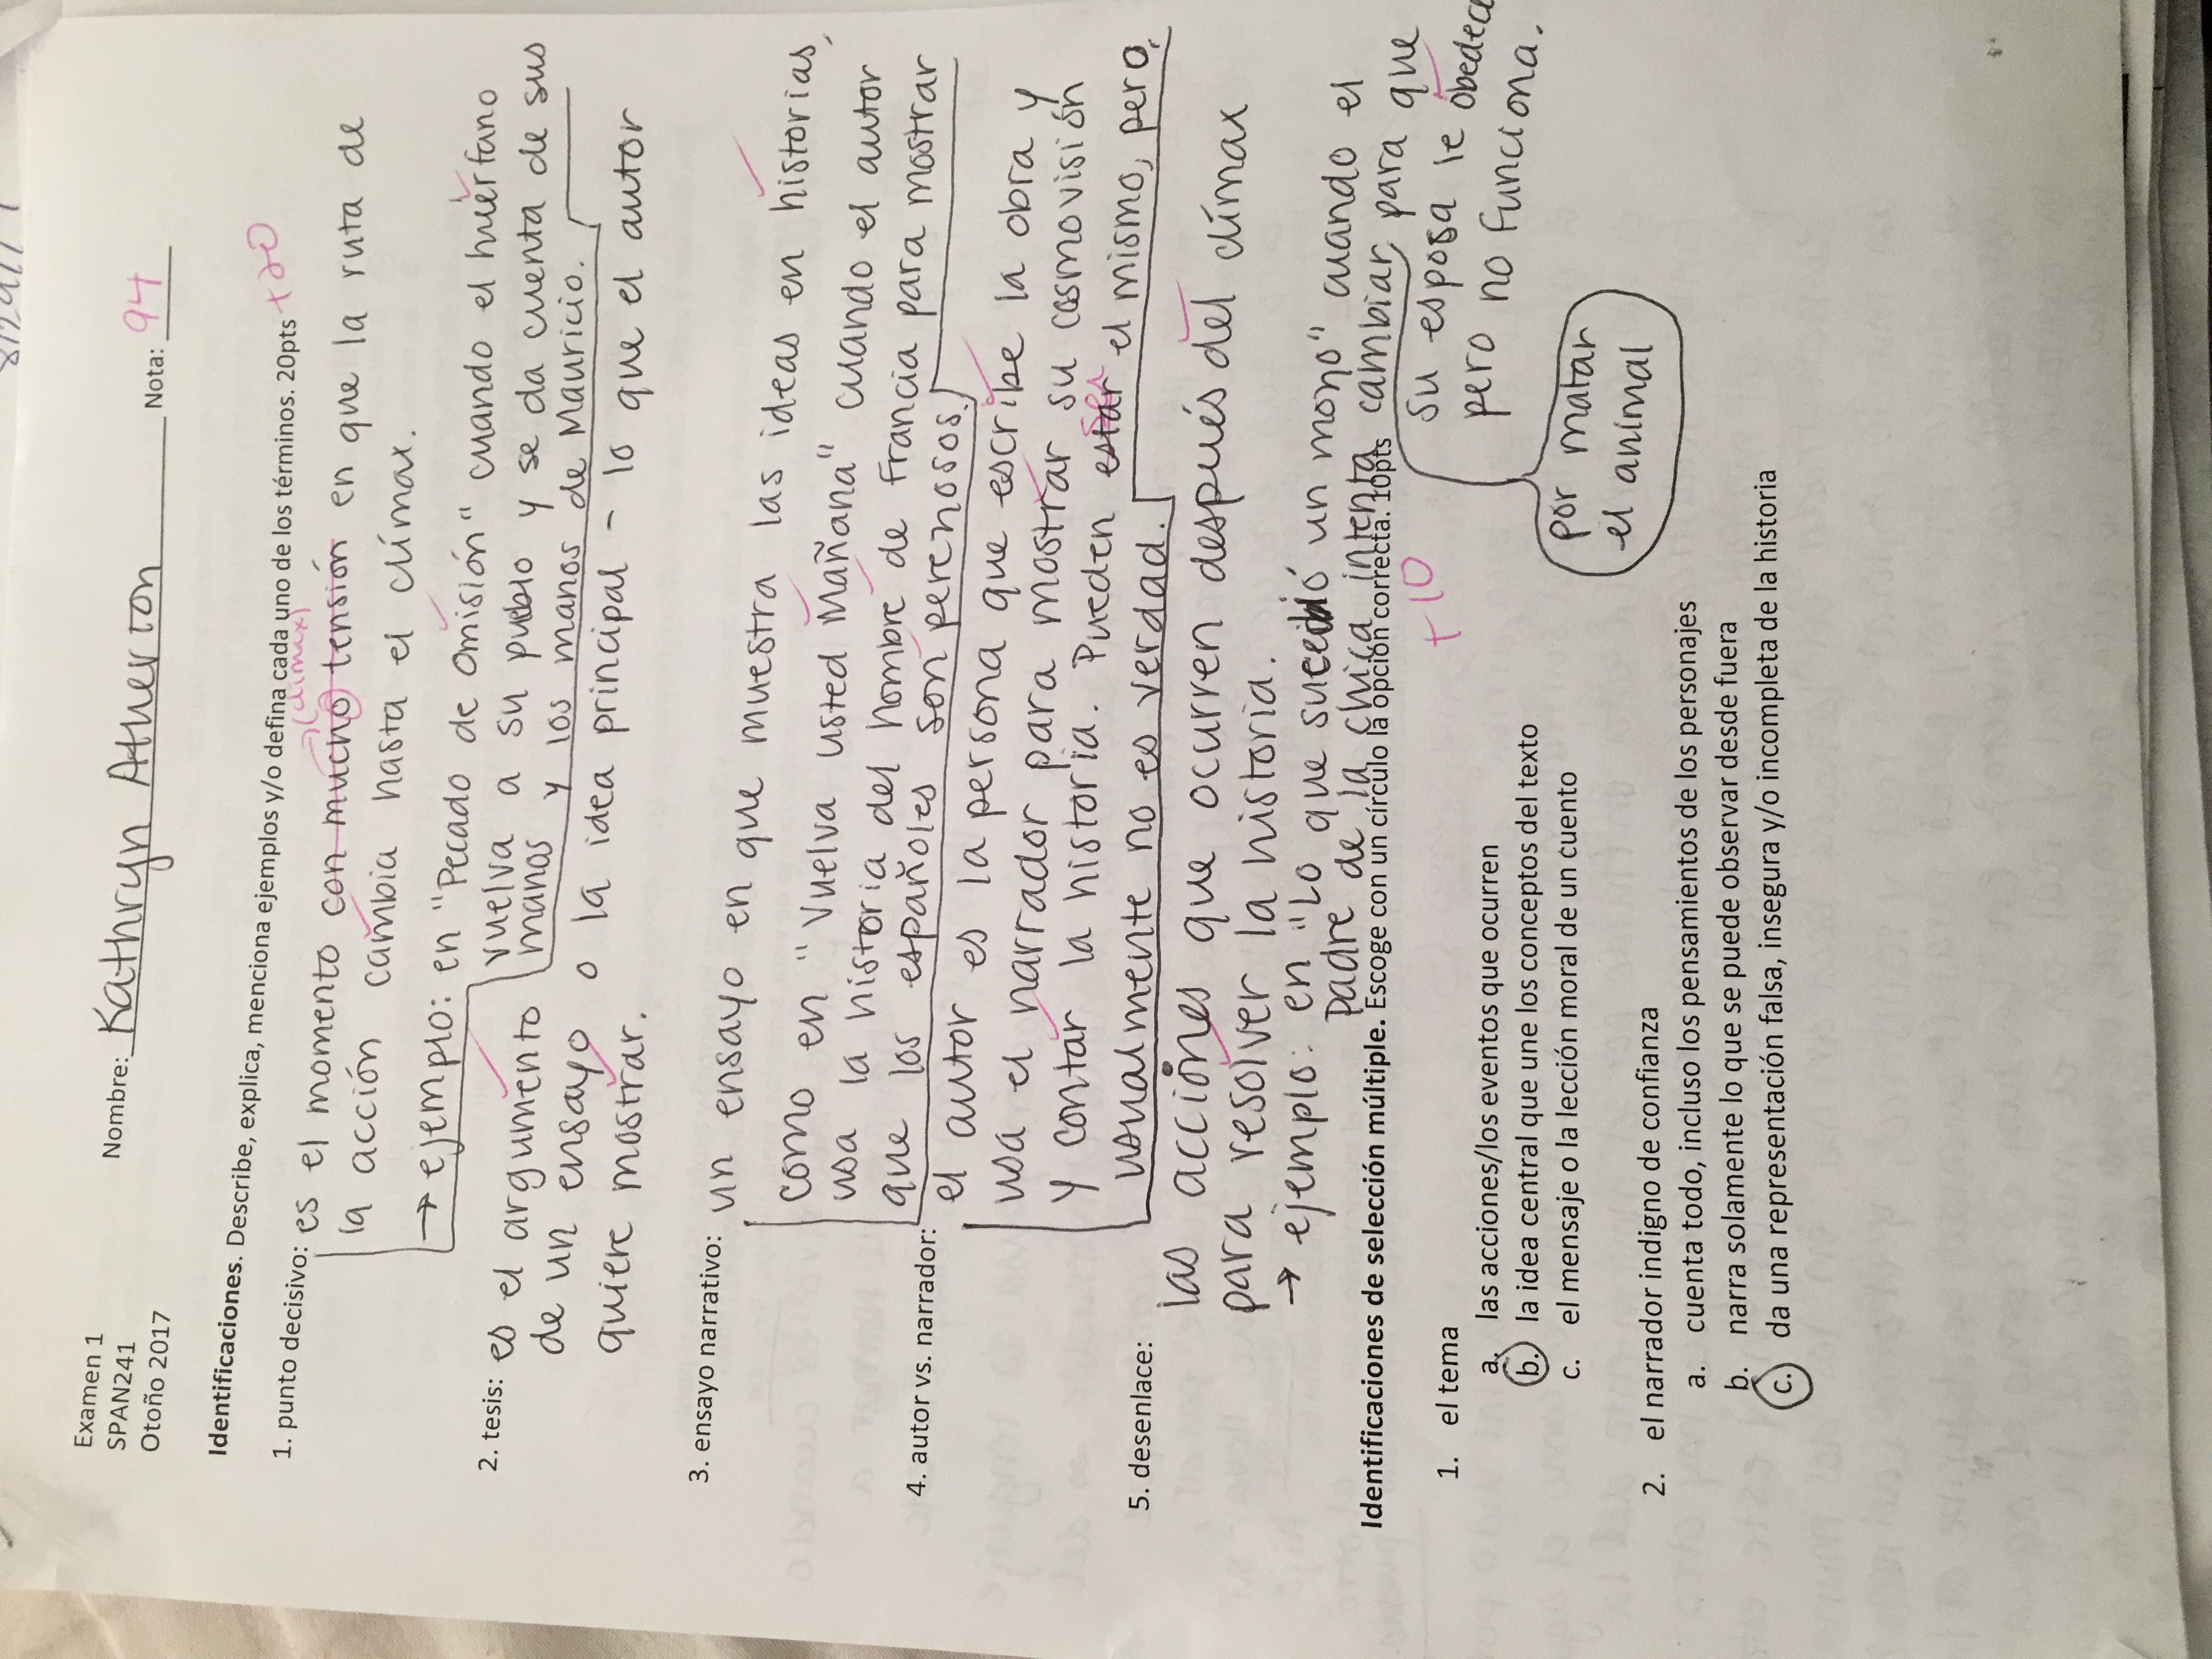 Examen 1
SPAN241
Otoño 2017
Nombre: Kathryn Atherton
Nota: 94
Identificaciones. Describe, explica, menciona ejemplos y/o defina cada uno de los términos. 20pts +20
1. punto decisivo: es el momento con mucho tensión en que la ruta de
(climax)
la acción cambia hasta el clímax.
→ ejemplo: en "Pecado de Omisión" cuando el huérfano
vuelva a su pueblo y se da cuenta de sus
manos y los manos de Mauricio.
2. tesis: es el argumento
de un ensayo o la idea principal - lo que el autor
quiere mostrar.
3. ensayo narrativo: un ensayo en que muestra las ideas en historias,
como en "Vuelva usted Mañana" cuando el autor
usa la historia del hombre de Francia para mostrar
que los españoles son perehosos.
4. autor vs. narrador:
el autor es la persona que escribe la obra y
usa el narrador para mostrar su cosmovisión
y contar la historia. Pueden estar el mismo, pero
ser
usualmente no es verdad.
5. desenlace:
las acciones que ocurren después del clímax
para resolver la historia.
→ ejemplo: en "Lo que sucedió un mozo" cuando el
padre de la chica intenta cambiar para que
su esposa le obedece
pero no funciona.
por matar
el animal
Identificaciones de selección múltiple. Escoge con un círculo la opción correcta. 10pts
+10
1. el tema
a. las acciones/los eventos que ocurren
b. la idea central que une los conceptos del texto
c. el mensaje o la lección moral de un cuento
2. el narrador indigno de confianza
a. cuenta todo, incluso los pensamientos de los personajes
b. narra solamente lo que se puede observar desde fuera
c. da una representación falsa, insegura y/o incompleta de la historia